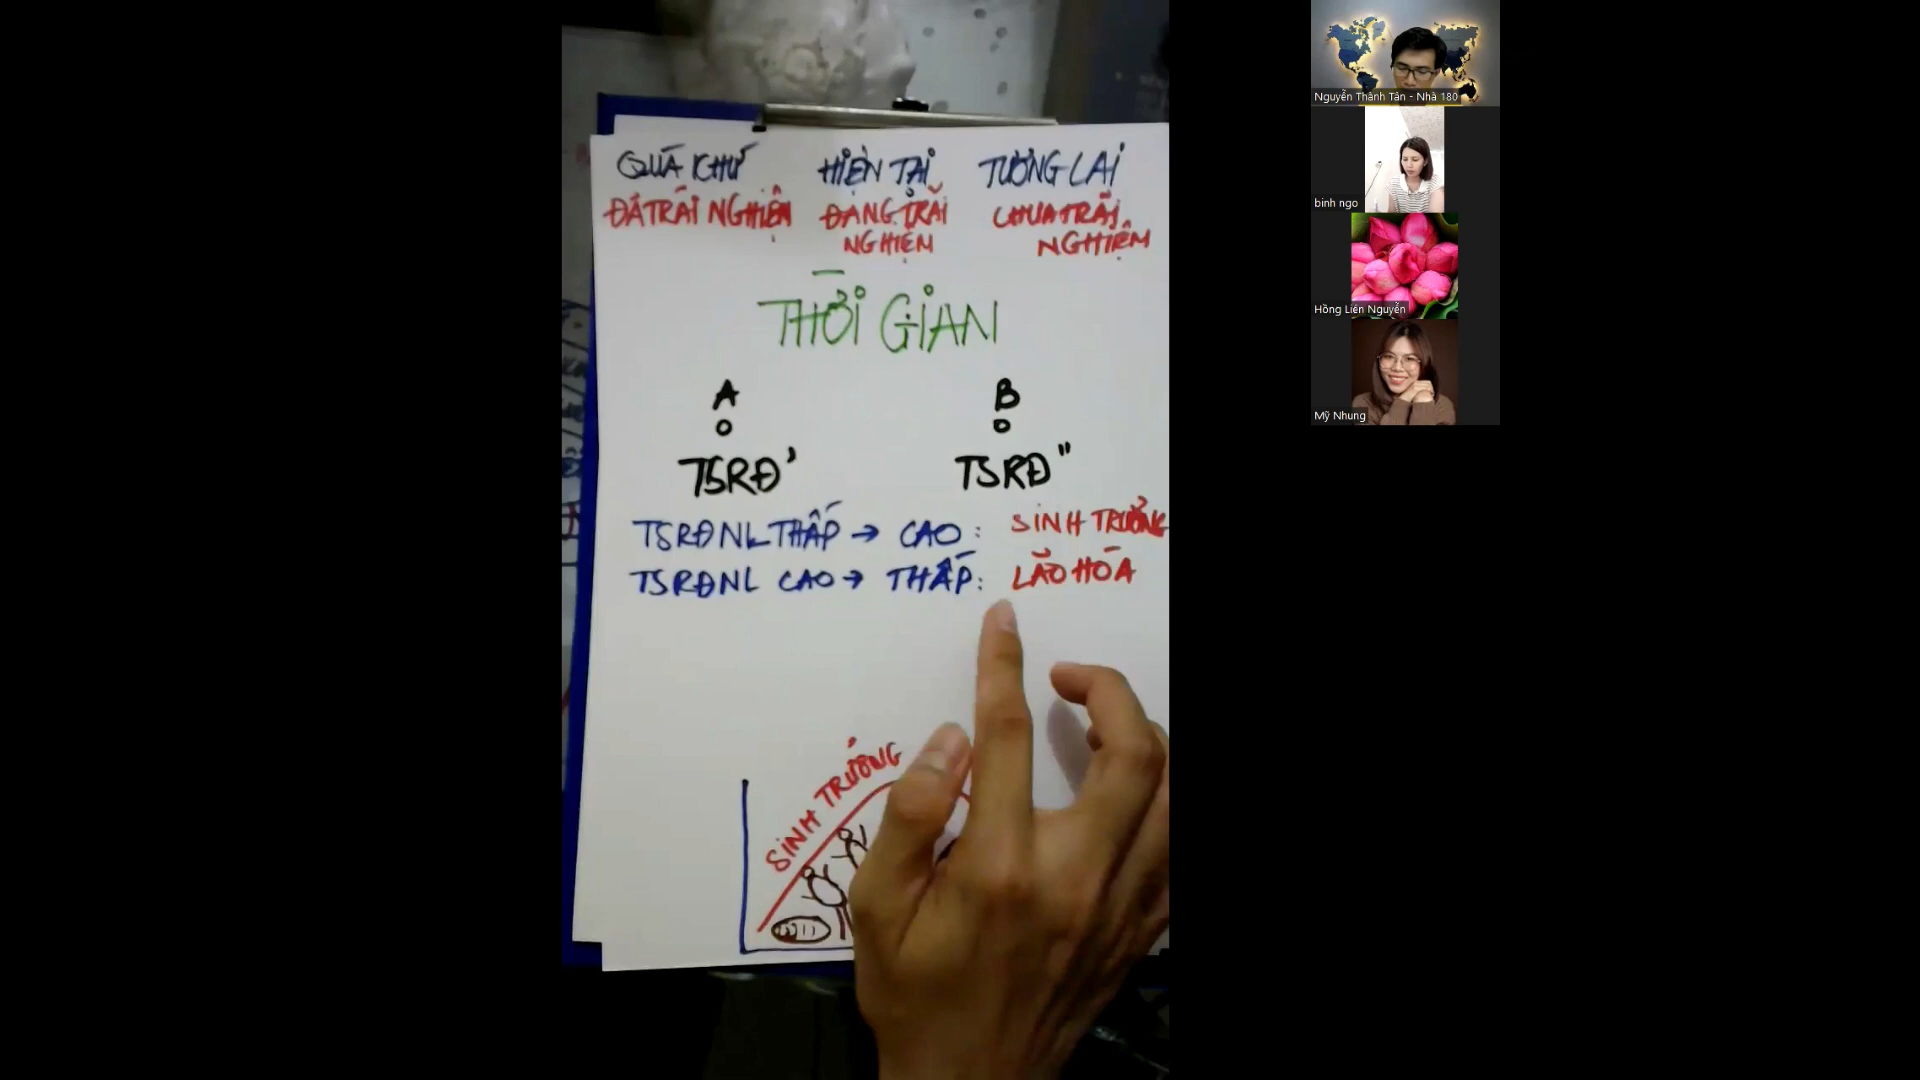 QUÁ KHỨ HIỆN TẠI TƯƠNG LAI
ĐÃ TRẢI NGHIỆM ĐANG TRẢI NGHIỆM CHƯA TRẢI NGHIỆM
THỜI GIAN
A B
TSRĐ' TSRĐ"
TSRĐNL THẤP → CAO : SINH TRƯỞNG
TSRĐNL CAO → THẤP : LÃO HÓA
SINH TRƯỞNG
Nguyễn Thành Tân - Nhà 180
binh ngo
Hồng Liên Nguyễn
Mỹ Nhung